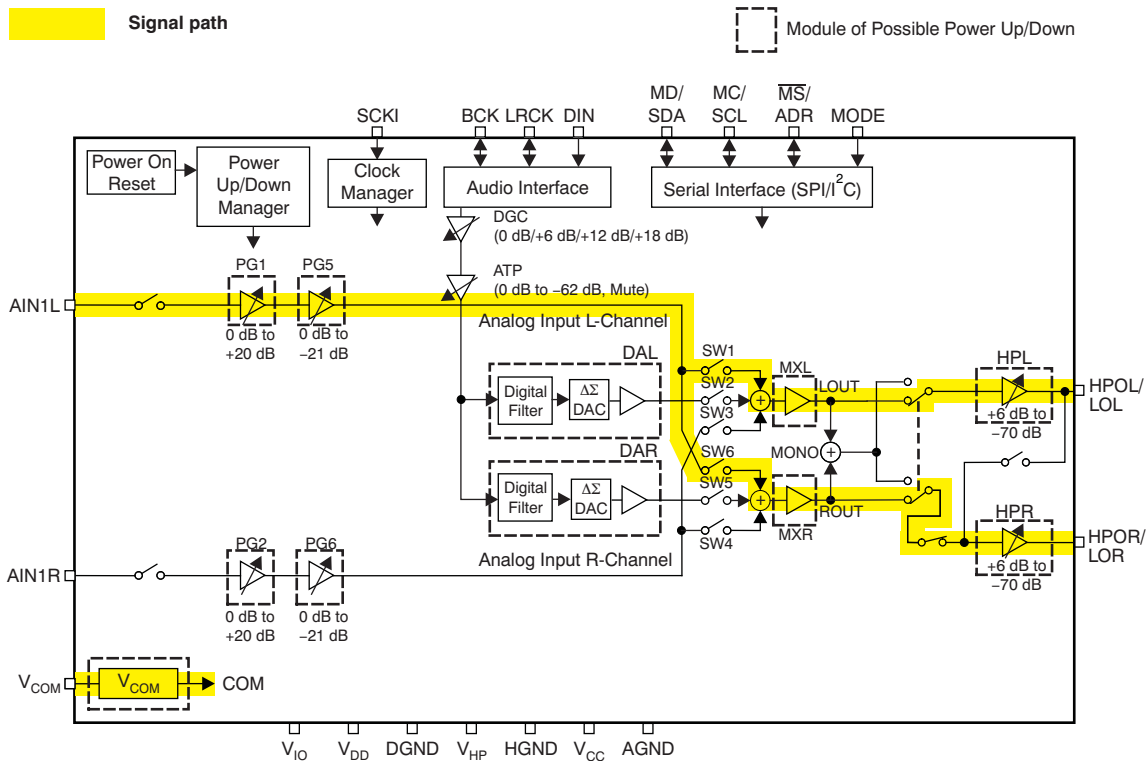 Signal path
Module of Possible Power Up/Down
SCKI
BCK
LRCK
DIN
MD/
SDA
MC/
SCL
MS/
ADR
MODE
Power On
Reset
Power
Up/Down
Manager
Clock
Manager
Audio Interface
Serial Interface (SPI/I2C)
DGC
(0 dB/+6 dB/+12 dB/+18 dB)
ATP
(0 dB to −62 dB, Mute)
PG1
PG5
AIN1L
0 dB to
+20 dB
0 dB to
−21 dB
Analog Input L-Channel
DAL
Digital
Filter
ΔΣ
DAC
SW1
SW2
SW3
MXL
LOUT
HPL
+6 dB to
−70 dB
HPOL/
LOL
MONO
DAR
Digital
Filter
ΔΣ
DAC
SW6
SW5
SW4
MXR
ROUT
HPR
+6 dB to
−70 dB
HPOR/
LOR
Analog Input R-Channel
PG2
PG6
AIN1R
0 dB to
+20 dB
0 dB to
−21 dB
VCOM
VCOM
COM
VIO
VDD
DGND
VHP
HGND
VCC
AGND